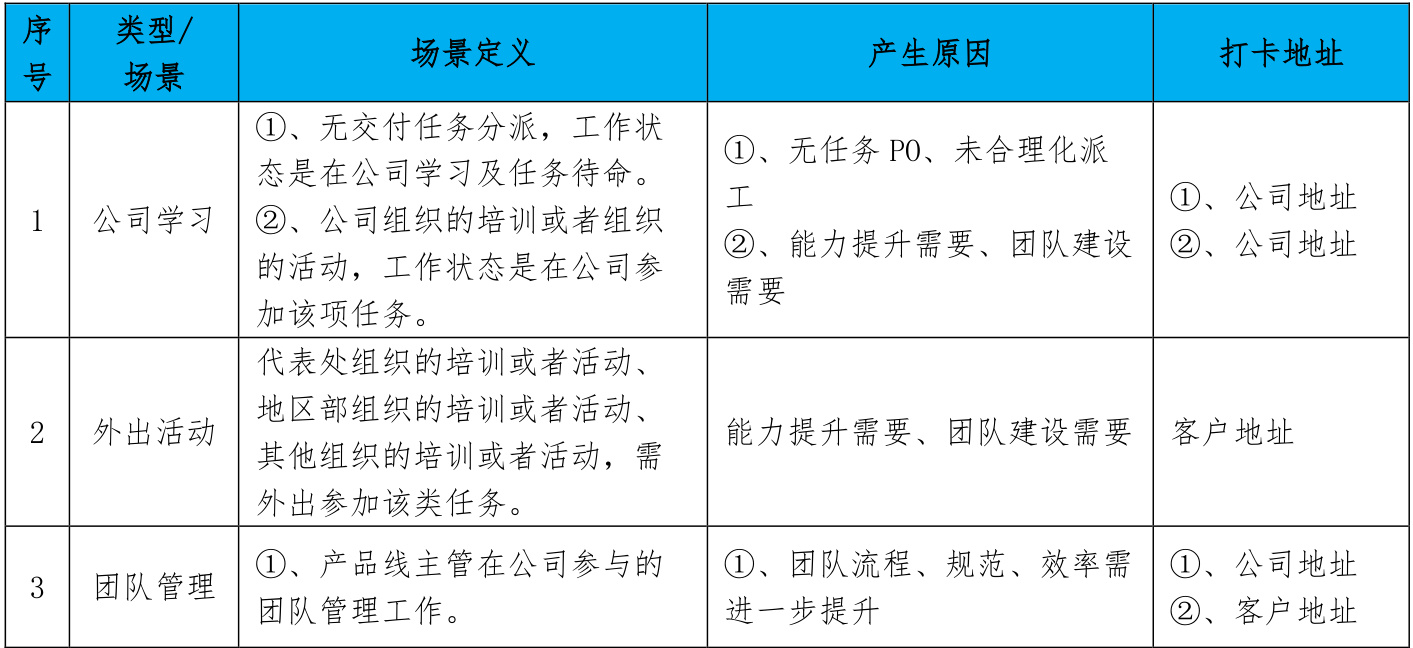 序号
类型/
场景
场景定义
产生原因
打卡地址
1
公司学习
①、无交付任务分派，工作状
态是在公司学习及任务待命。
②、公司组织的培训或者组织
的活动，工作状态是在公司参
加该项任务。
①、无任务 PO、未合理化派
工
②、能力提升需要、团队建设
需要
①、公司地址
②、公司地址
2
外出活动
代表处组织的培训或者活动、
地区部组织的培训或者活动、
其他组织的培训或者活动，需
外出参加该类任务。
能力提升需要、团队建设需要
客户地址
3
团队管理
①、产品线主管在公司参与的
团队管理工作。
①、团队流程、规范、效率需
进一步提升
①、公司地址
②、客户地址